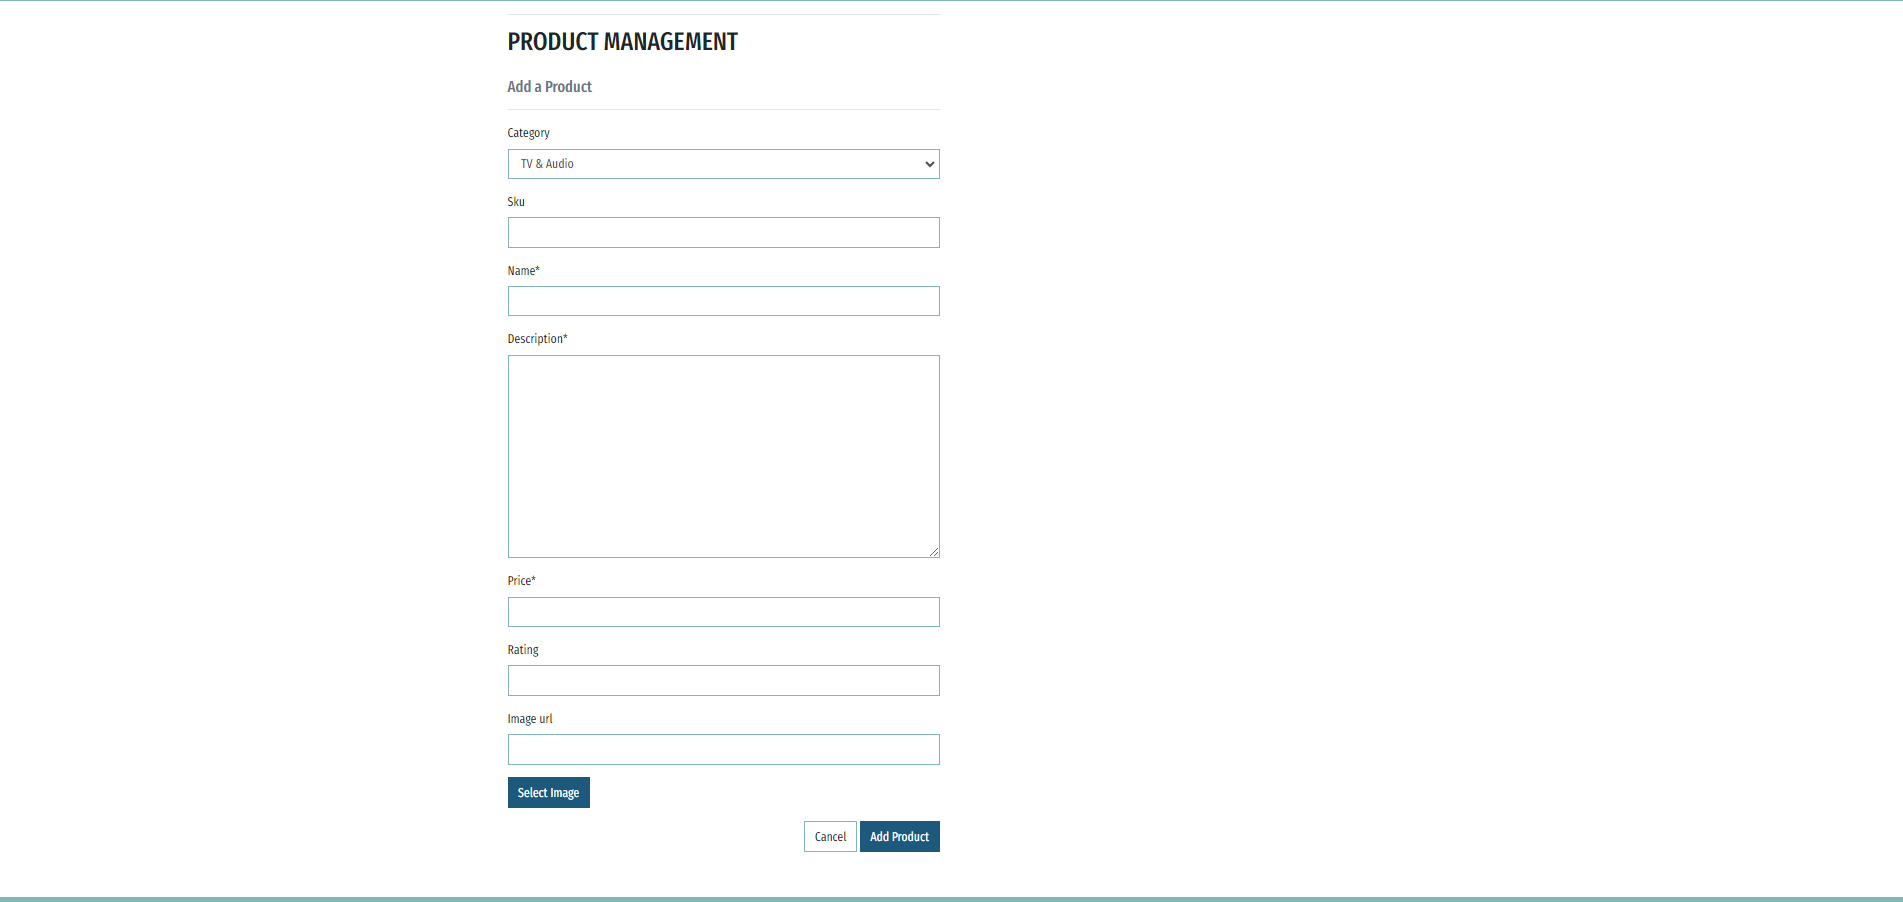 PRODUCT MANAGEMENT
Add a Product
Category
TV & Audio
Sku
Name*
Description*
Price*
Rating
Image url
Select Image
Cancel Add Product